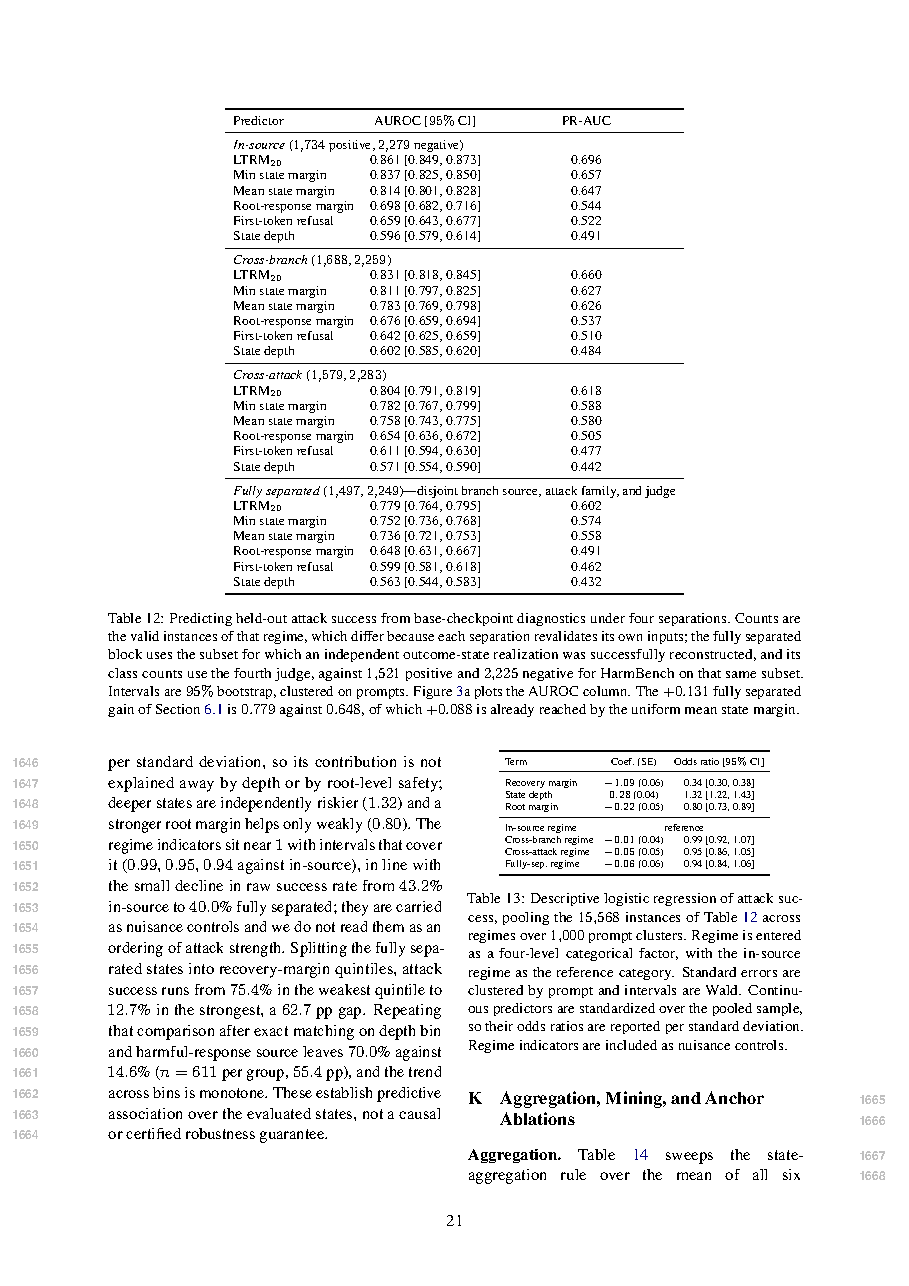 Predictor AUROC [95% CI] PR-AUC
In-source (1,734 positive, 2,279 negative)
LTRM20 0.861 [0.849, 0.873] 0.696
Min state margin 0.837 [0.825, 0.850] 0.657
Mean state margin 0.814 [0.801, 0.828] 0.647
Root-response margin 0.698 [0.682, 0.716] 0.544
First-token refusal 0.659 [0.643, 0.677] 0.522
State depth 0.596 [0.579, 0.614] 0.491
Cross-branch (1,688, 2,259)
LTRM20 0.831 [0.818, 0.845] 0.660
Min state margin 0.811 [0.797, 0.825] 0.627
Mean state margin 0.783 [0.769, 0.798] 0.626
Root-response margin 0.676 [0.659, 0.694] 0.537
First-token refusal 0.642 [0.625, 0.659] 0.510
State depth 0.602 [0.585, 0.620] 0.484
Cross-attack (1,579, 2,283)
LTRM20 0.804 [0.791, 0.819] 0.618
Min state margin 0.782 [0.767, 0.799] 0.588
Mean state margin 0.758 [0.743, 0.775] 0.580
Root-response margin 0.654 [0.636, 0.672] 0.505
First-token refusal 0.611 [0.594, 0.630] 0.477
State depth 0.571 [0.554, 0.590] 0.442
Fully separated (1,497, 2,249)—disjoint branch source, attack family, and judge
LTRM20 0.779 [0.764, 0.795] 0.602
Min state margin 0.752 [0.736, 0.768] 0.574
Mean state margin 0.736 [0.721, 0.753] 0.558
Root-response margin 0.648 [0.631, 0.667] 0.491
First-token refusal 0.599 [0.581, 0.618] 0.462
State depth 0.563 [0.544, 0.583] 0.432
Table 12: Predicting held-out attack success from base-checkpoint diagnostics under four separations. Counts are
the valid instances of that regime, which differ because each separation revalidates its own inputs; the fully separated
block uses the subset for which an independent outcome-state realization was successfully reconstructed, and its
class counts use the fourth judge, against 1,521 positive and 2,225 negative for HarmBench on that same subset.
Intervals are 95% bootstrap, clustered on prompts. Figure 3a plots the AUROC column. The +0.131 fully separated
gain of Section 6.1 is 0.779 against 0.648, of which +0.088 is already reached by the uniform mean state margin.
1646 per standard deviation, so its contribution is not
1647 explained away by depth or by root-level safety;
1648 deeper states are independently riskier (1.32) and a
1649 stronger root margin helps only weakly (0.80). The
1650 regime indicators sit near 1 with intervals that cover
1651 it (0.99, 0.95, 0.94 against in-source), in line with
1652 the small decline in raw success rate from 43.2%
1653 in-source to 40.0% fully separated; they are carried
1654 as nuisance controls and we do not read them as an
1655 ordering of attack strength. Splitting the fully sepa-
1656 rated states into recovery-margin quintiles, attack
1657 success runs from 75.4% in the weakest quintile to
1658 12.7% in the strongest, a 62.7 pp gap. Repeating
1659 that comparison after exact matching on depth bin
1660 and harmful-response source leaves 70.0% against
1661 14.6% (n = 611 per group, 55.4 pp), and the trend
1662 across bins is monotone. These establish predictive
1663 association over the evaluated states, not a causal
1664 or certified robustness guarantee.
Term Coef. (SE) Odds ratio [95% CI]
Recovery margin −1.09 (0.06) 0.34 [0.30, 0.38]
State depth 0.28 (0.04) 1.32 [1.22, 1.43]
Root margin −0.22 (0.05) 0.80 [0.73, 0.89]
In-source regime reference
Cross-branch regime −0.01 (0.04) 0.99 [0.92, 1.07]
Cross-attack regime −0.05 (0.05) 0.95 [0.86, 1.05]
Fully-sep. regime −0.06 (0.06) 0.94 [0.84, 1.06]
Table 13: Descriptive logistic regression of attack suc-
cess, pooling the 15,568 instances of Table 12 across
regimes over 1,000 prompt clusters. Regime is entered
as a four-level categorical factor, with the in-source
regime as the reference category. Standard errors are
clustered by prompt and intervals are Wald. Continu-
ous predictors are standardized over the pooled sample,
so their odds ratios are reported per standard deviation.
Regime indicators are included as nuisance controls.
K Aggregation, Mining, and Anchor 1665
Ablations 1666
Aggregation. Table 14 sweeps the state- 1667
aggregation rule over the mean of all six 1668
21